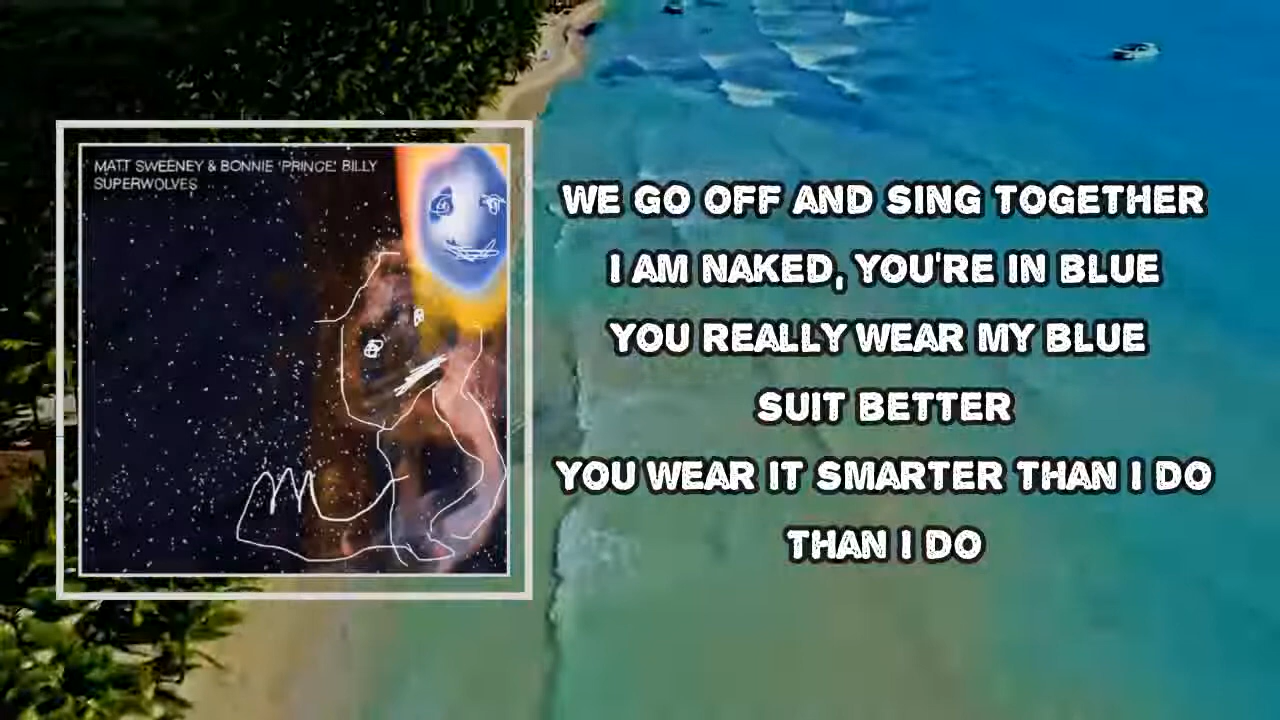 MATT SWEENEY & BONNIE 'PRINCE' BILLY
SUPERWOLVES
WE GO OFF AND SING TOGETHER
I AM NAKED, YOU'RE IN BLUE
YOU REALLY WEAR MY BLUE
SUIT BETTER
YOU WEAR IT SMARTER THAN I DO
THAN I DO